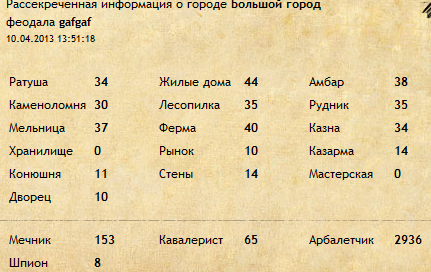 Рассекреченная информация о городе большой город
феодала gafgaf
10.04.2013 13:51:18
Ратуша 34 Жилые дома 44 Амбар 38
Каменоломня 30 Лесопилка 35 Рудник 35
Мельница 37 Ферма 40 Казна 34
Хранилище 0 Рынок 10 Казарма 14
Конюшня 11 Стены 14 Мастерская 0
Дворец 10
Мечник 153 Кавалерист 65 Арбалетчик 2936
Шпион 8